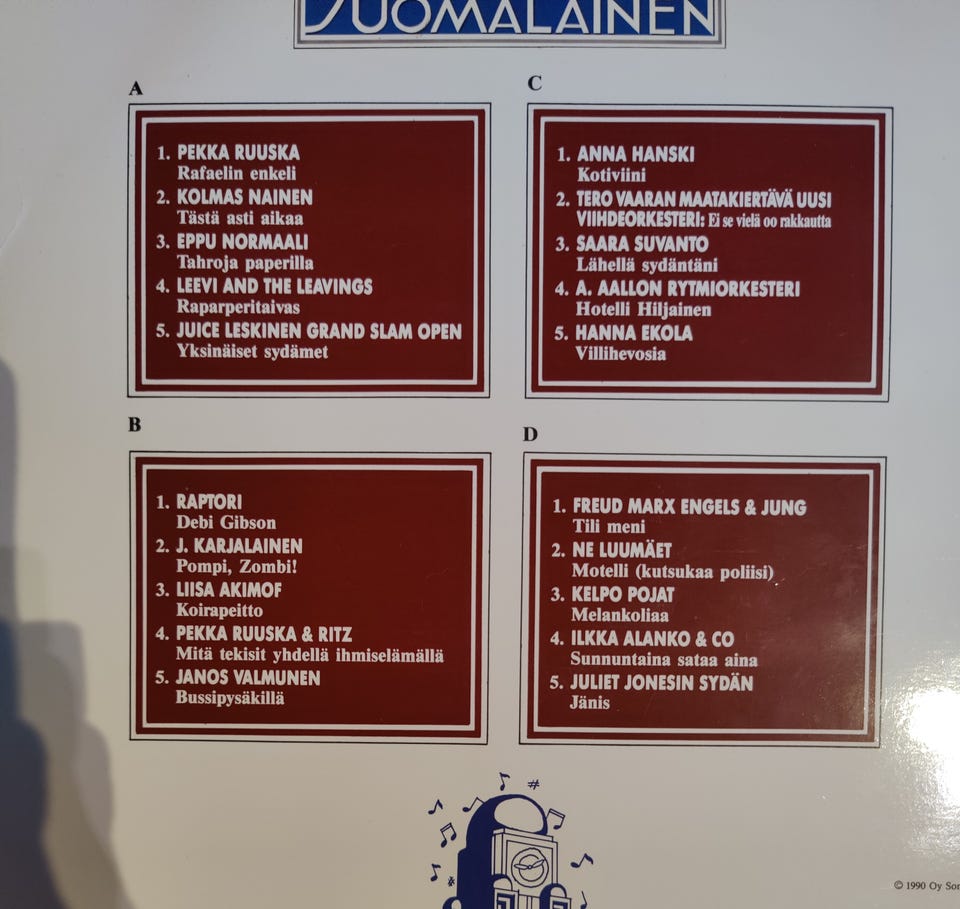 SUOMALAINEN
A
1. PEKKA RUUSKA
Rafaelin enkeli
2. KOLMAS NAINEN
Tästä asti aikaa
3. EPPU NORMAALI
Tahroja paperilla
4. LEEVI AND THE LEAVINGS
Raparperitaivas
5. JUICE LESKINEN GRAND SLAM OPEN
Yksinäiset sydämet
B
1. RAPTORI
Debi Gibson
2. J. KARJALAINEN
Pompi, Zombi!
3. LIISA AKIMOF
Koirapeitto
4. PEKKA RUUSKA & RITZ
Mitä tekisit yhdellä ihmiselämällä
5. JANOS VALMUNEN
Bussipysäkillä
C
1. ANNA HANSKI
Kotiviini
2. TERO VAARAN MAATAKIERTÄVÄ UUSI
VIIHDEORKESTERI: Ei se vielä oo rakkautta
3. SAARA SUVANTO
Lähellä sydäntäni
4. A. AALLON RYTMIORKESTERI
Hotelli Hiljainen
5. HANNA EKOLA
Villihevosia
D
1. FREUD MARX ENGELS & JUNG
Tili meni
2. NE LUUMÄET
Motelli (kutsukaa poliisi)
3. KELPO POJAT
Melankoliaa
4. ILKKA ALANKO & CO
Sunnuntaina sataa aina
5. JULIET JONESIN SYDÄN
Jänis
© 1990 Oy